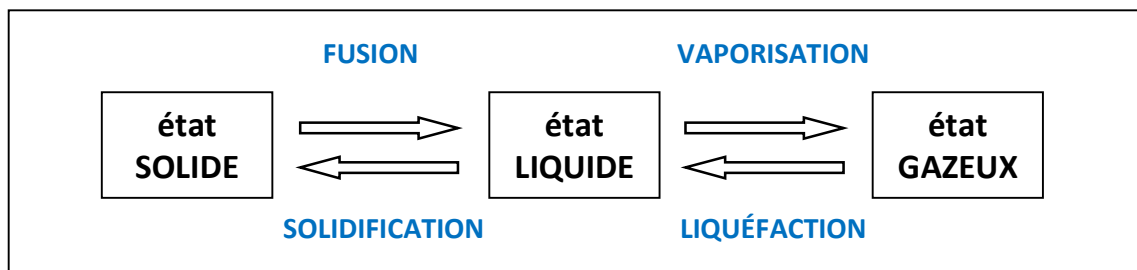 FUSION VAPORISATION
état état état
SOLIDE LIQUIDE GAZEUX
SOLIDIFICATION LIQUÉFACTION